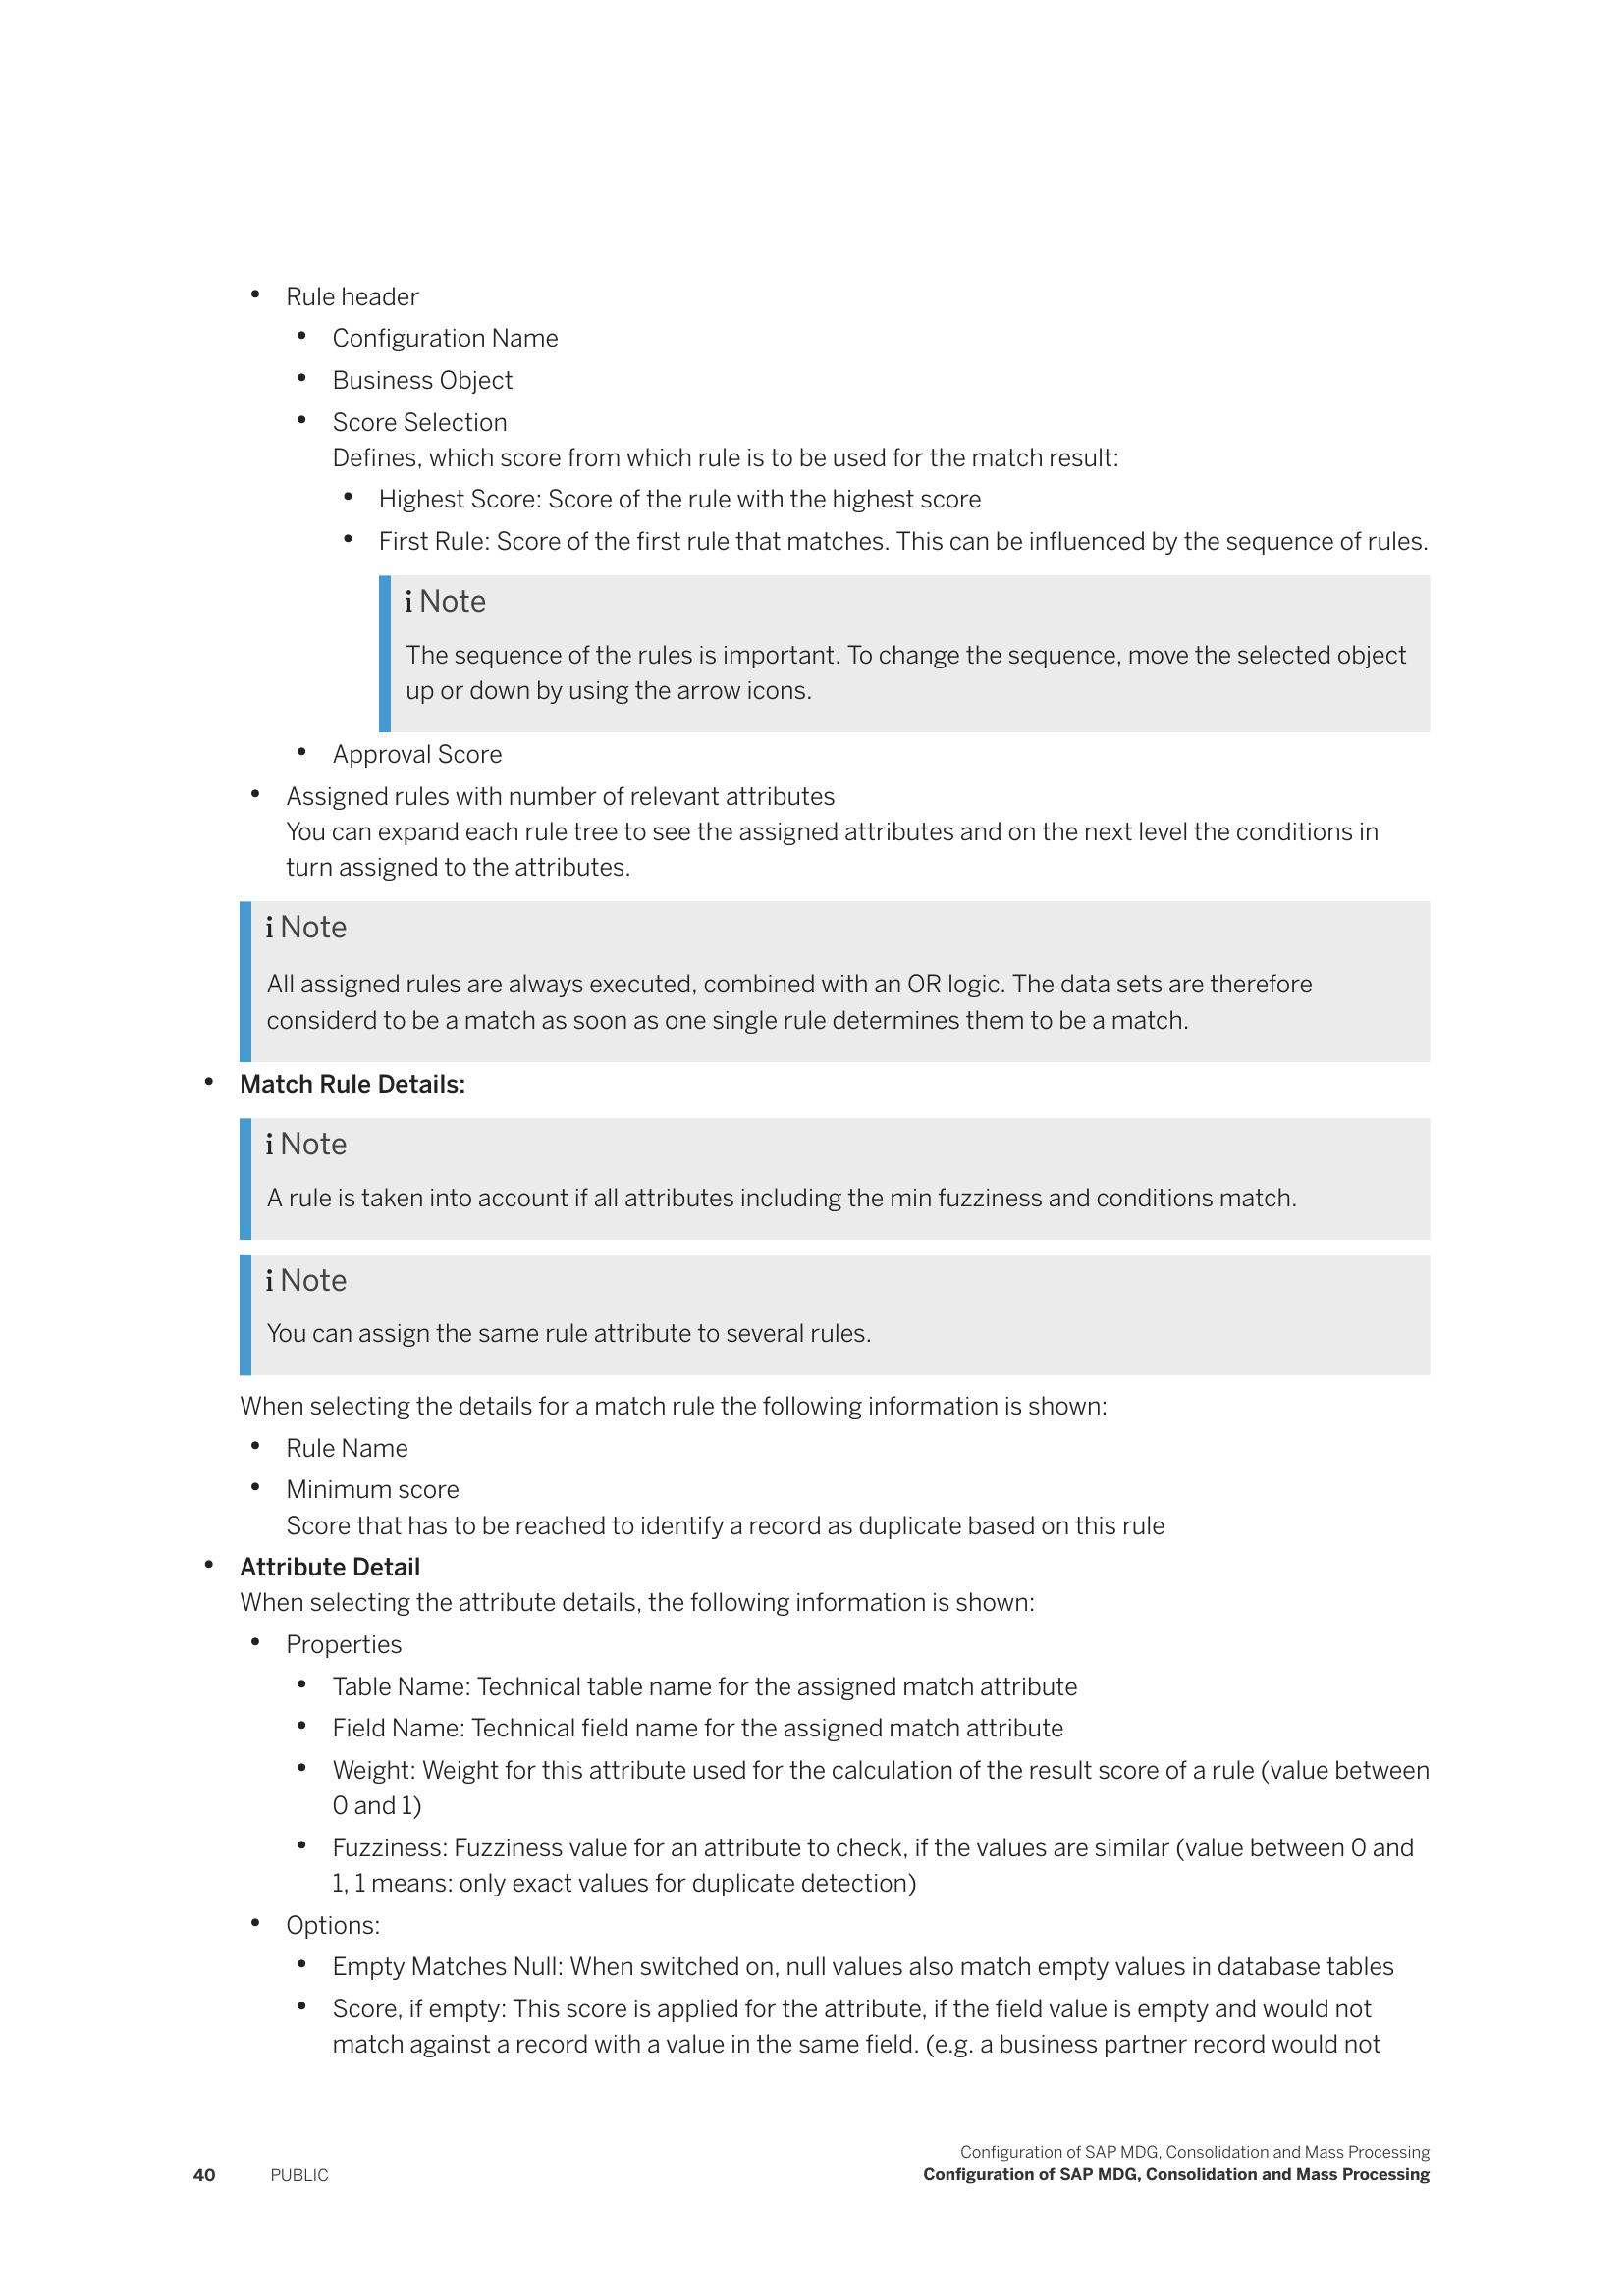 • Rule header
• Configuration Name
• Business Object
• Score Selection
Defines, which score from which rule is to be used for the match result:
• Highest Score: Score of the rule with the highest score
• First Rule: Score of the first rule that matches. This can be influenced by the sequence of rules.
i Note
The sequence of the rules is important. To change the sequence, move the selected object
up or down by using the arrow icons.
• Approval Score
• Assigned rules with number of relevant attributes
You can expand each rule tree to see the assigned attributes and on the next level the conditions in
turn assigned to the attributes.
i Note
All assigned rules are always executed, combined with an OR logic. The data sets are therefore
considerd to be a match as soon as one single rule determines them to be a match.
• Match Rule Details:
i Note
A rule is taken into account if all attributes including the min fuzziness and conditions match.
i Note
You can assign the same rule attribute to several rules.
When selecting the details for a match rule the following information is shown:
• Rule Name
• Minimum score
Score that has to be reached to identify a record as duplicate based on this rule
• Attribute Detail
When selecting the attribute details, the following information is shown:
• Properties
• Table Name: Technical table name for the assigned match attribute
• Field Name: Technical field name for the assigned match attribute
• Weight: Weight for this attribute used for the calculation of the result score of a rule (value between
0 and 1)
• Fuzziness: Fuzziness value for an attribute to check, if the values are similar (value between 0 and
1, 1 means: only exact values for duplicate detection)
• Options:
• Empty Matches Null: When switched on, null values also match empty values in database tables
• Score, if empty: This score is applied for the attribute, if the field value is empty and would not
match against a record with a value in the same field. (e.g. a business partner record would not
Configuration of SAP MDG, Consolidation and Mass Processing
40 PUBLIC Configuration of SAP MDG, Consolidation and Mass Processing